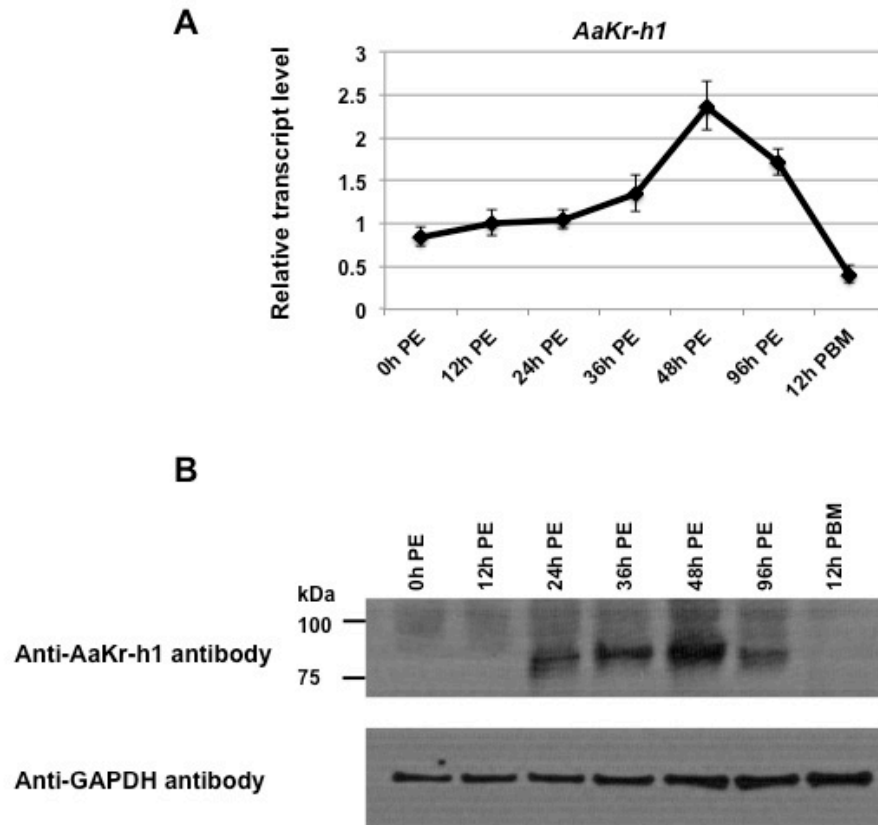 A
AaKr-h1
Relative transcript level
3
2.5
2
1.5
1
0.5
0
0h PE
12h PE
24h PE
36h PE
48h PE
96h PE
12h PBM
B
0h PE
12h PE
24h PE
36h PE
48h PE
96h PE
12h PBM
kDa
100
Anti-AaKr-h1 antibody
75
Anti-GAPDH antibody